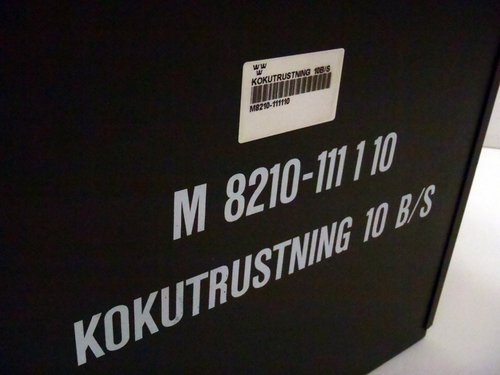 KOKUTRUSTNING 10B/S
M8210-111110
M 8210-111 1 10
KOKUTRUSTNING 10 B/S